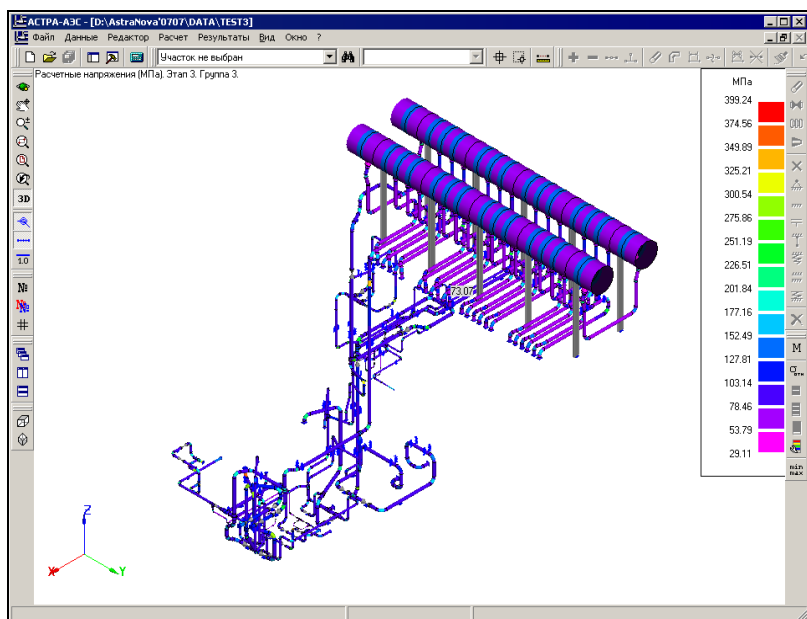 АСТРА-АЭС - [D:\AstraNova'0707\DATA\TEST3]
Файл Данные Редактор Расчет Результаты Вид Окно ?
Участок не выбран
Расчетные напряжения (МПа). Этап 3. Группа 3.
МПа
399.24
374.56
349.89
325.21
300.54
275.86
251.19
226.51
201.84
177.16
152.49
127.81
103.14
78.46
53.79
29.11
73.07
3D
1.0
№
№
M
min
max
Z
X
Y